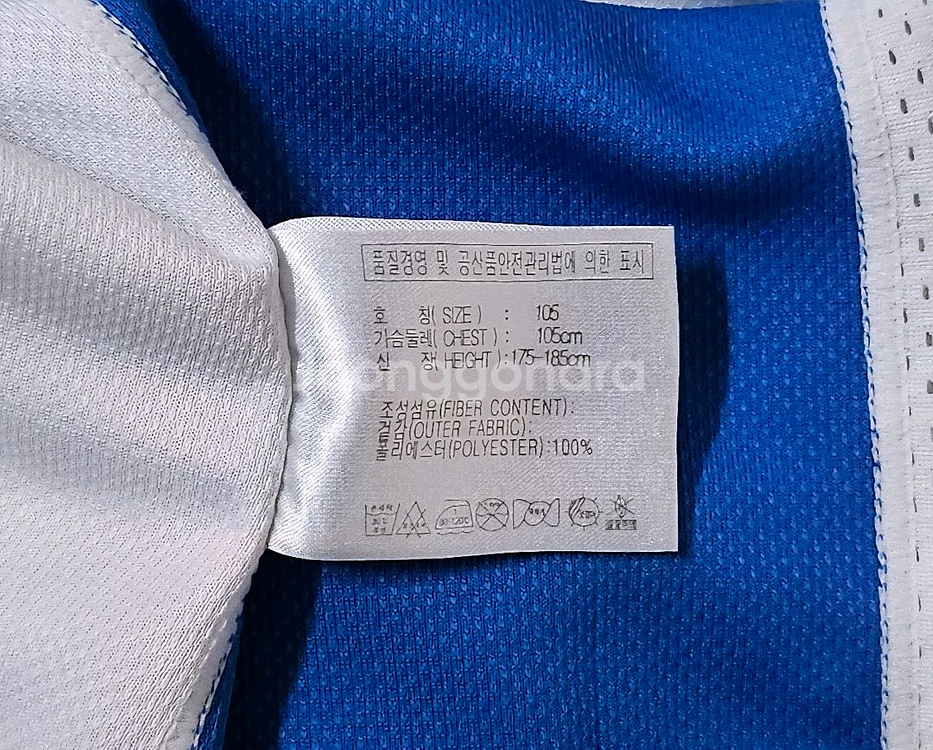 품질경영 및 공산품안전관리법에 의한 표시
호 칭( SIZE ) : 105
가슴둘레( CHEST ) : 105cm
신 장( HEIGHT ) : 175-185cm
joonggonara
조성섬유(FIBER CONTENT):
겉감(OUTER FABRIC):
폴리에스터(POLYESTER):100%